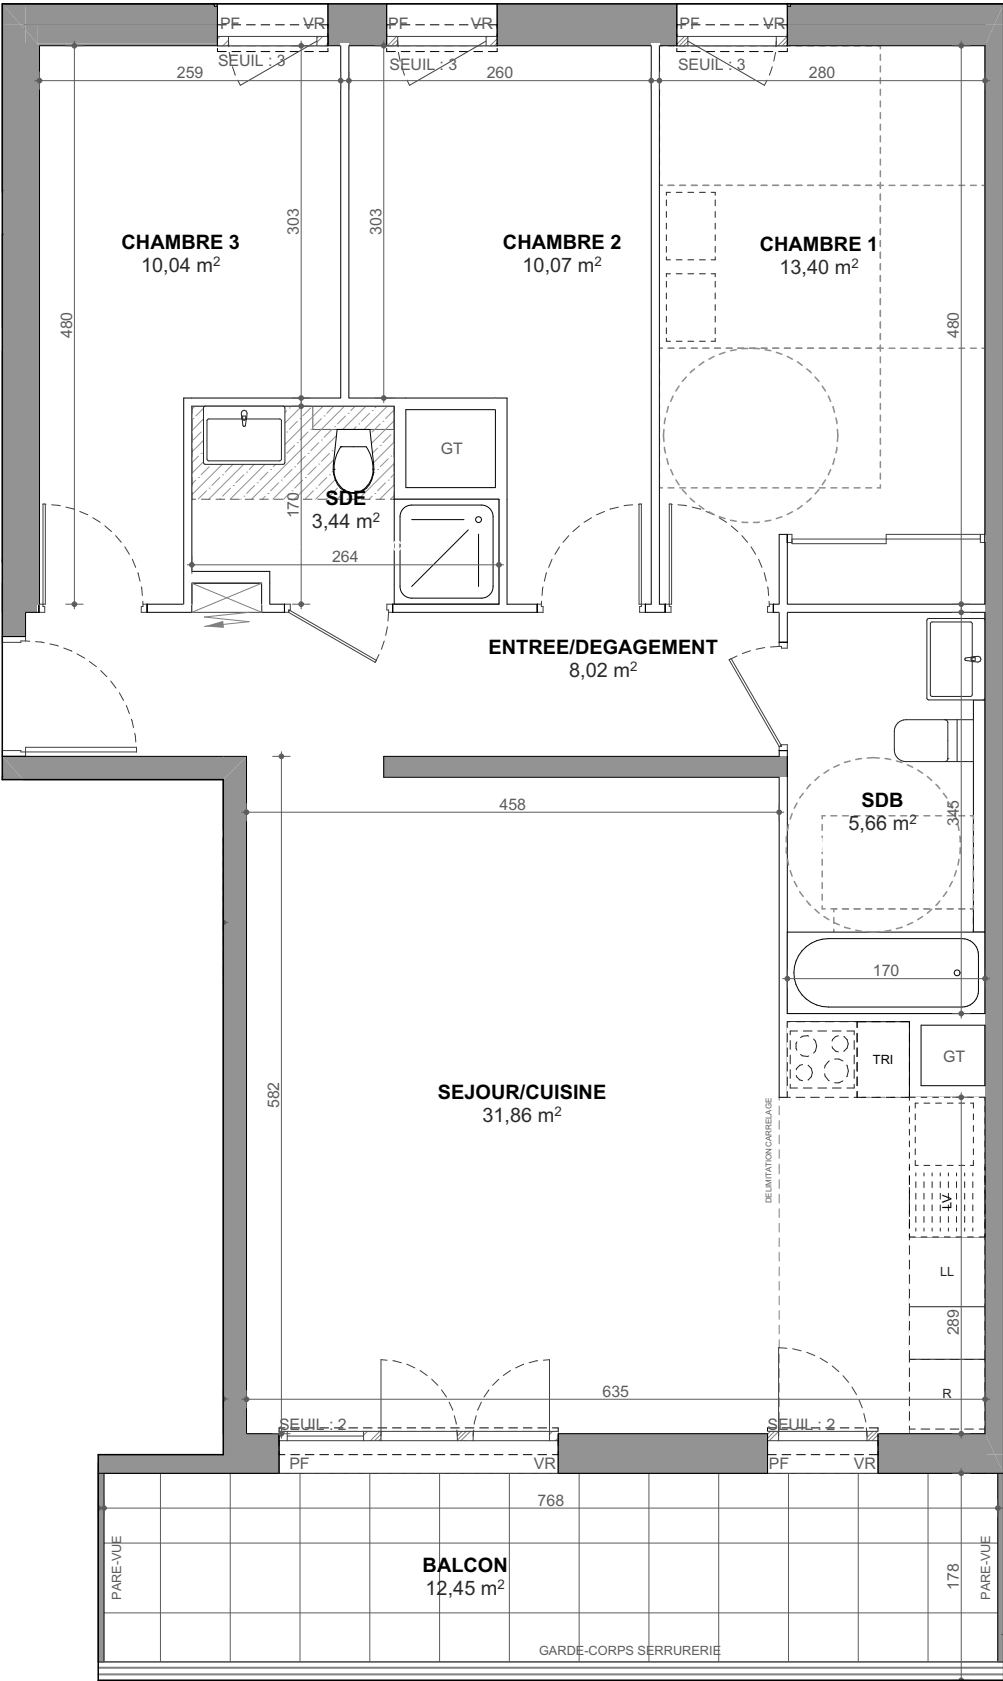 PF VR
PF VR
PF VR
SEUIL : 3
SEUIL : 3
SEUIL : 3
259
260
280
303
303
CHAMBRE 3
10,04 m²
CHAMBRE 2
10,07 m²
CHAMBRE 1
13,40 m²
480
480
GT
SDE
3,44 m²
170
264
ENTREE/DEGAGEMENT
8,02 m²
458
SDB
5,66 m²
345
170
TRI
GT
582
SEJOUR/CUISINE
31,86 m²
DELIMITATION CARRELAGE
LV
LL
289
R
635
SEUIL : 2
SEUIL : 2
PF VR
PF VR
768
PARE-VUE
BALCON
12,45 m²
178
PARE-VUE
GARDE-CORPS SERRURERIE